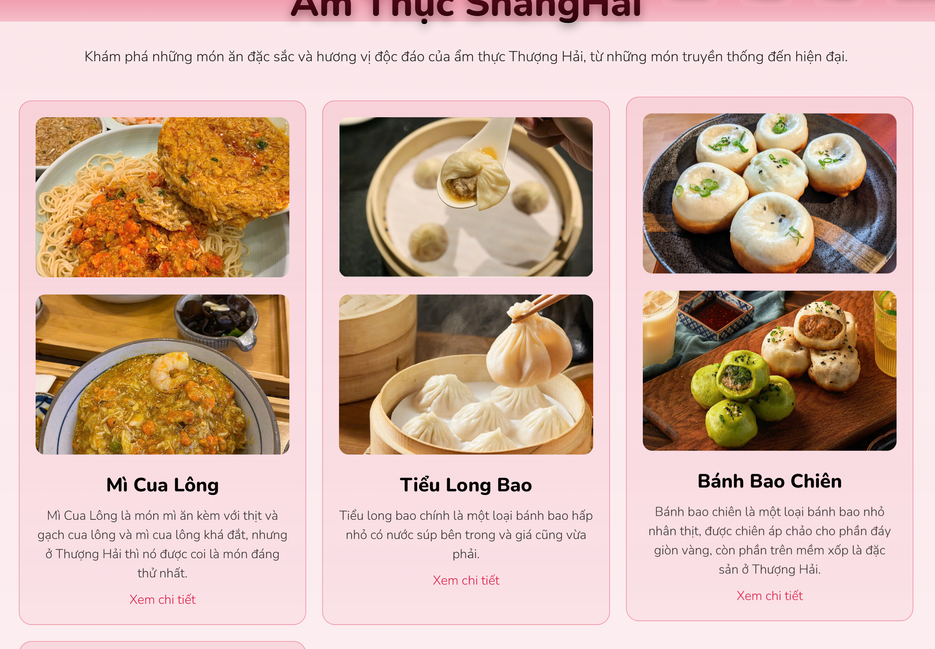 Ẩm Thực ShangHai
Khám phá những món ăn đặc sắc và hương vị độc đáo của ẩm thực Thượng Hải, từ những món truyền thống đến hiện đại.
Mì Cua Lông
Mì Cua Lông là món mì ăn kèm với thịt và
gạch cua lông và mì cua lông khá đắt, nhưng
ở Thượng Hải thì nó được coi là món đáng
thử nhất.
Xem chi tiết
Tiểu Long Bao
Tiểu long bao chính là một loại bánh bao hấp
nhỏ có nước súp bên trong và giá cũng vừa
phải.
Xem chi tiết
Bánh Bao Chiên
Bánh bao chiên là một loại bánh bao nhỏ
nhân thịt, được chiên áp chảo cho phần đáy
giòn vàng, còn phần trên mềm xốp là đặc
sản ở Thượng Hải.
Xem chi tiết